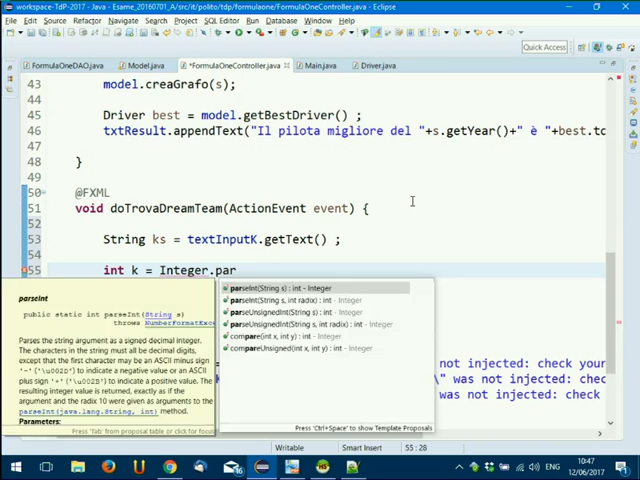 workspace-TdP-2017 - Java - Esame_20160701_A/src/it/polito/tdp/formulaone/FormulaOneController.java - Eclipse
File Edit Source Refactor Navigate Search Project SQL Editor Run Database Window Help
Quick Access
FormulaOneDAO.java Model.java *FormulaOneController.java Main.java Driver.java
43 model.creaGrafo(s);
44
45 Driver best = model.getBestDriver() ;
46 txtResult.appendText("Il pilota migliore del "+s.getYear()+" è "+best.to
47
48 }
49
50 @FXML
51 void doTrovaDreamTeam(ActionEvent event) {
52
53 String ks = textInputK.getText() ;
54
55 int k = Integer.par
parseInt
public static int parseInt(String s)
throws NumberFormatExce
Parses the string argument as a signed decimal integer.
The characters in the string must all be decimal digits,
except that the first character may be an ASCII minus sign
'-' ('\u002D') to indicate a negative value or an ASCII
plus sign '+' ('\u002B') to indicate a positive value. The
resulting integer value is returned, exactly as if the
argument and the radix 10 were given as arguments to the
parseInt(java.lang.String, int) method.
Parameters:
Press 'Tab' from proposal table or click for focus
parseInt(String s) : int - Integer
parseInt(String s, int radix) : int - Integer
parseUnsignedInt(String s) : int - Integer
parseUnsignedInt(String s, int radix) : int - Integer
compare(int x, int y) : int - Integer
compareUnsigned(int x, int y) : int - Integer
Press 'Ctrl+Space' to show Template Proposals
not injected: check your
\" was not injected: che
was not injected: check
Writable Smart Insert 55 : 28
ENG 10:47
12/06/2017